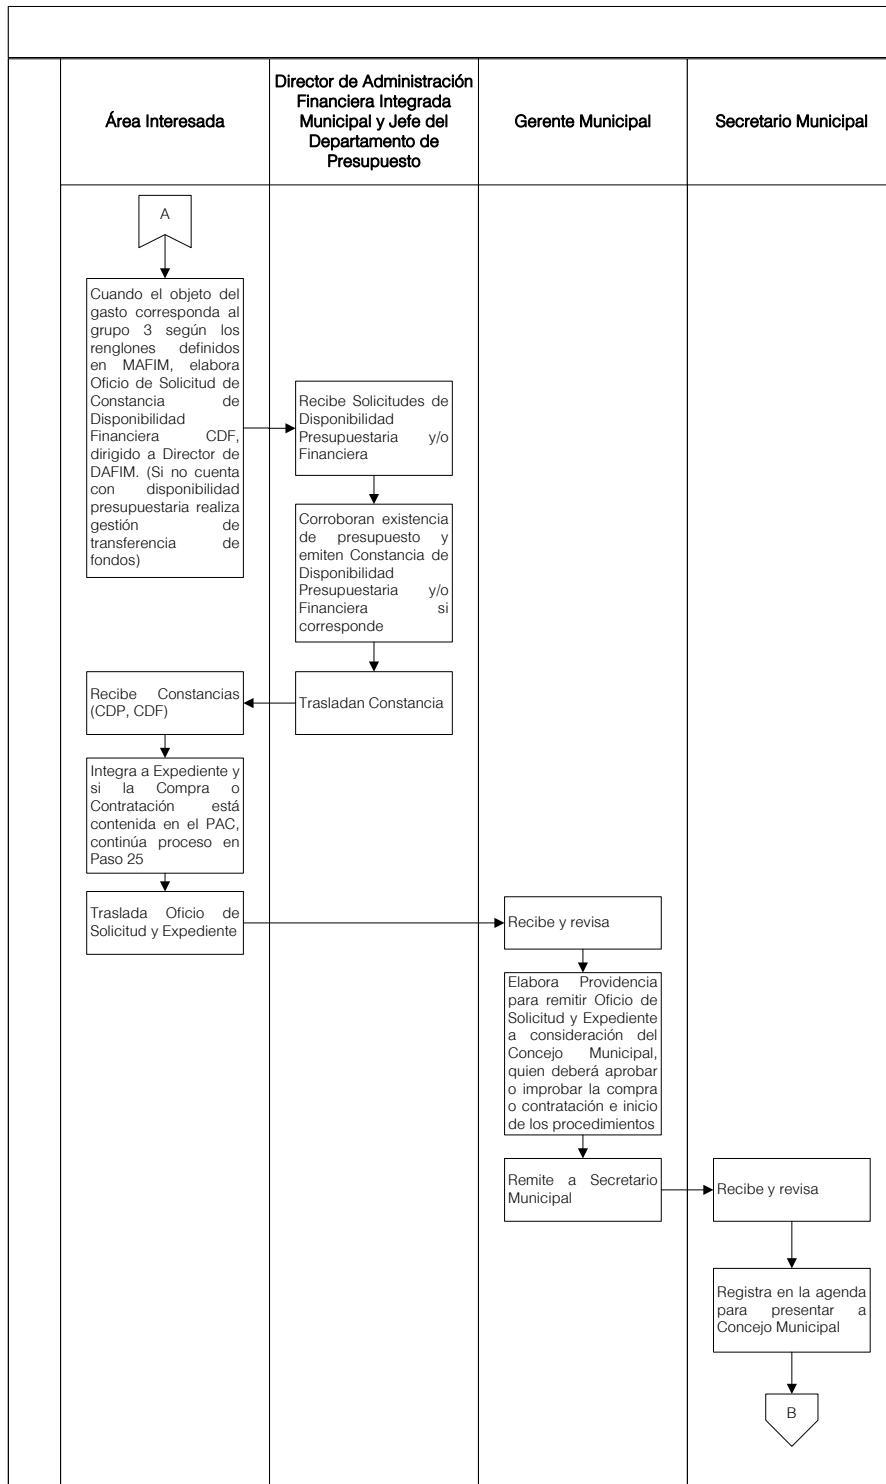 Área Interesada
Director de Administración
Financiera Integrada
Municipal y Jefe del
Departamento de
Presupuesto
Gerente Municipal
Secretario Municipal
A
Cuando el objeto del
gasto corresponda al
grupo 3 según los
renglones definidos
en MAFIM, elabora
Oficio de Solicitud de
Constancia de
Disponibilidad
Financiera CDF,
dirigido a Director de
DAFIM. (Si no cuenta
con disponibilidad
presupuestaria realiza
gestión de
transferencia de
fondos)
Recibe Solicitudes de
Disponibilidad
Presupuestaria y/o
Financiera
Corroboran existencia
de presupuesto y
emiten Constancia de
Disponibilidad
Presupuestaria y/o
Financiera si
corresponde
Trasladan Constancia
Recibe Constancias
(CDP, CDF)
Integra a Expediente y
si la Compra o
Contratación está
contenida en el PAC,
continúa proceso en
Paso 25
Traslada Oficio de
Solicitud y Expediente
Recibe y revisa
Elabora Providencia
para remitir Oficio de
Solicitud y Expediente
a consideración del
Concejo Municipal,
quien deberá aprobar
o improbar la compra
o contratación e inicio
de los procedimientos
Remite a Secretario
Municipal
Recibe y revisa
Registra en la agenda
para presentar a
Concejo Municipal
B